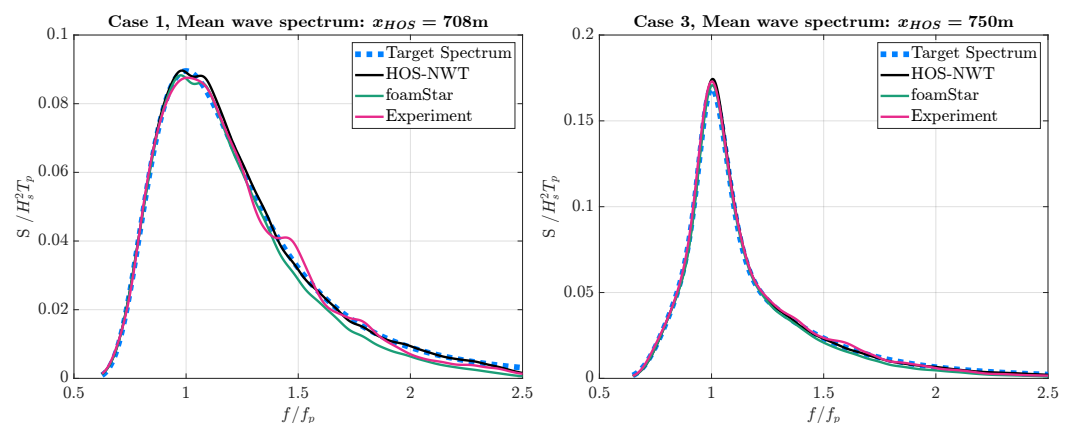 Case 1, Mean wave spectrum: x_HOS = 708m
0.1
0.08
0.06
0.04
0.02
0
S /H_s^2T_p
0.5
1
1.5
2
2.5
f/f_p
Target Spectrum
HOS-NWT
foamStar
Experiment
Case 3, Mean wave spectrum: x_HOS = 750m
0.2
0.15
0.1
0.05
0
S /H_s^2T_p
0.5
1
1.5
2
2.5
f/f_p
Target Spectrum
HOS-NWT
foamStar
Experiment